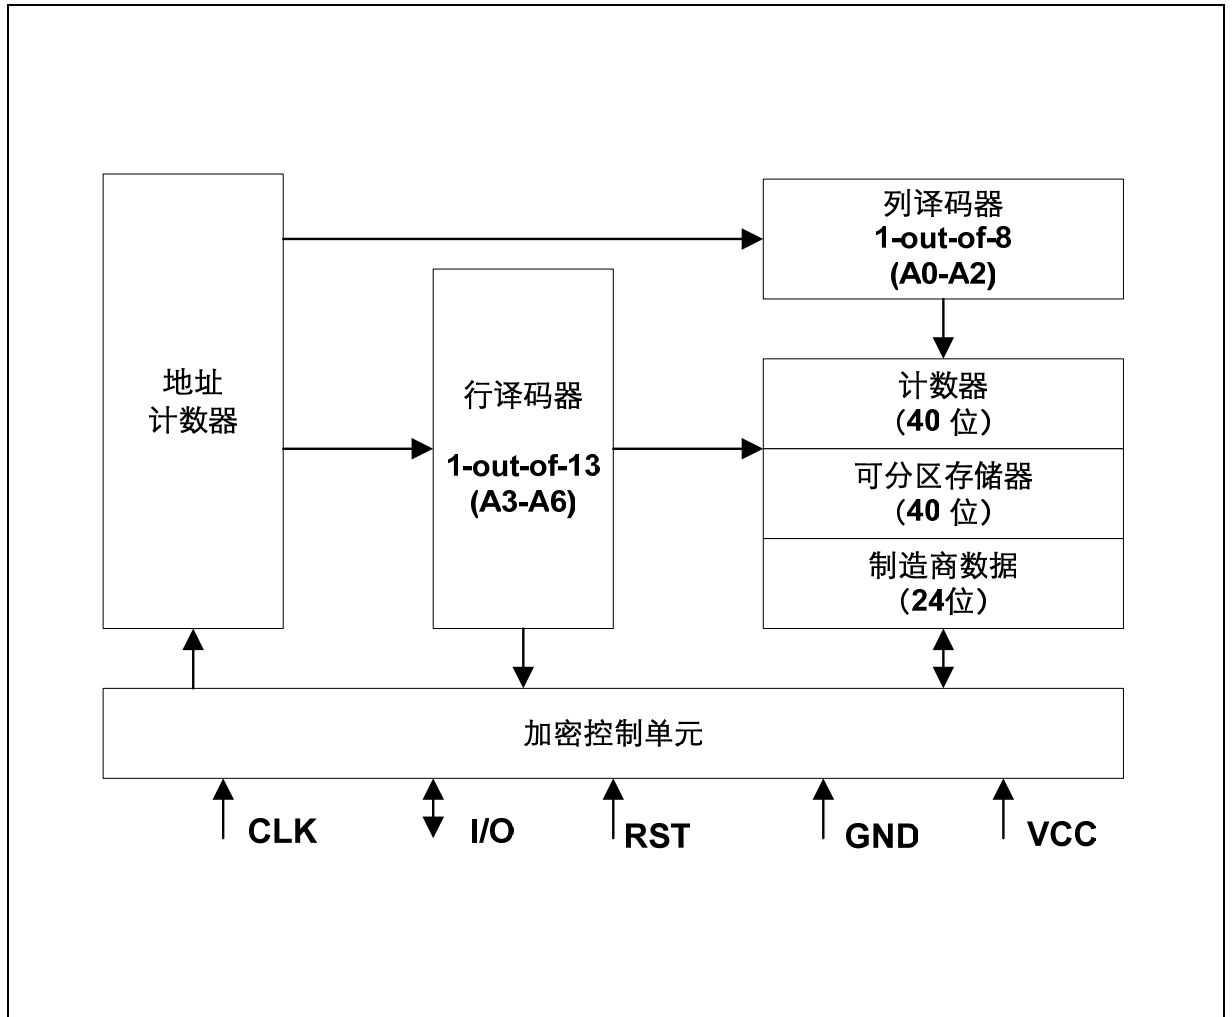 列译码器
1-out-of-8
(A0-A2)
地址
计数器
行译码器
1-out-of-13
(A3-A6)
计数器
（40 位）
可分区存储器
（40 位）
制造商数据
（24位）
加密控制单元
CLK
I/O
RST
GND
VCC